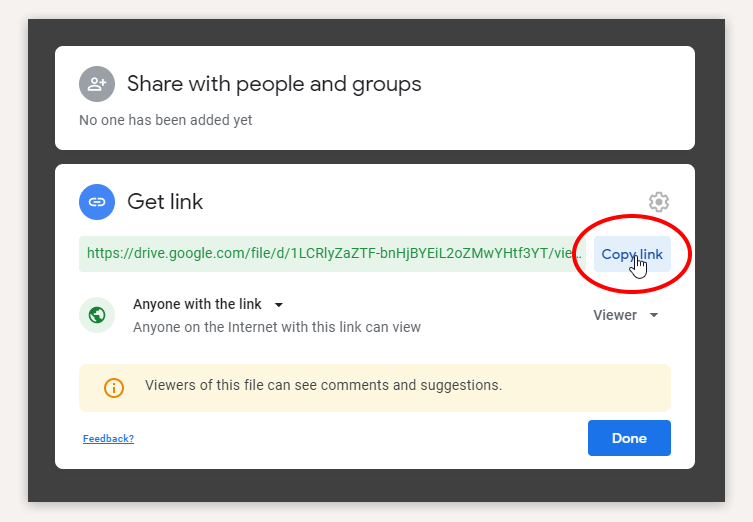 Share with people and groups
No one has been added yet
Get link
https://drive.google.com/file/d/1LCRlyZaZTF-bnHjBYEiL2oZMwYHtf3YT/vie...
Copy link
Anyone with the link
Anyone on the Internet with this link can view
Viewer
Viewers of this file can see comments and suggestions.
Feedback?
Done